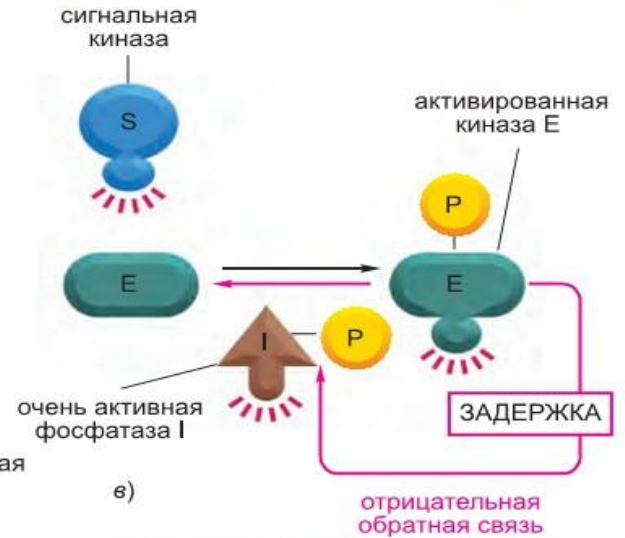 сигнальная
киназа
S
активированная
киназа E
P
E
E
I
P
очень активная
фосфатаза I
ЗАДЕРЖКА
ая
в)
отрицательная
обратная связь